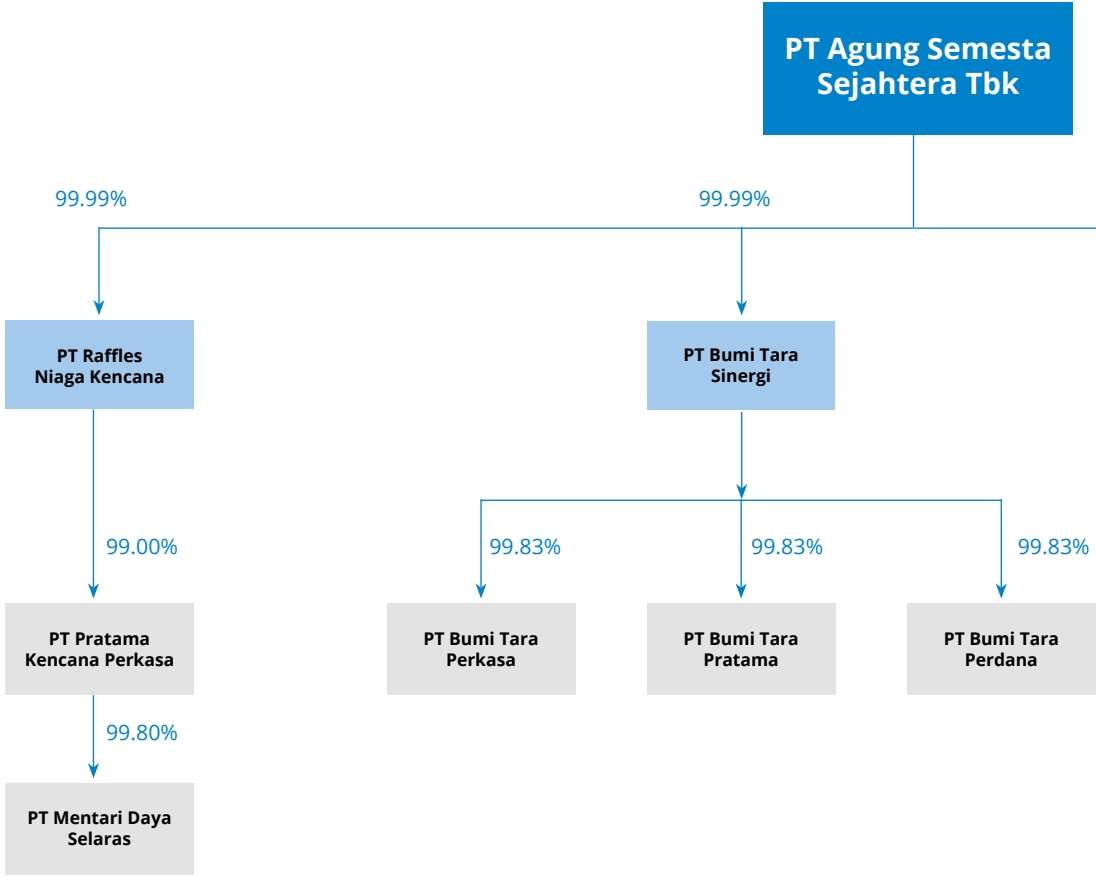 PT Agung Semesta
Sejahtera Tbk
99.99%
99.99%
PT Raffles
Niaga Kencana
PT Bumi Tara
Sinergi
99.00%
99.83%
99.83%
99.83%
PT Pratama
Kencana Perkasa
PT Bumi Tara
Perkasa
PT Bumi Tara
Pratama
PT Bumi Tara
Perdana
99.80%
PT Mentari Daya
Selaras